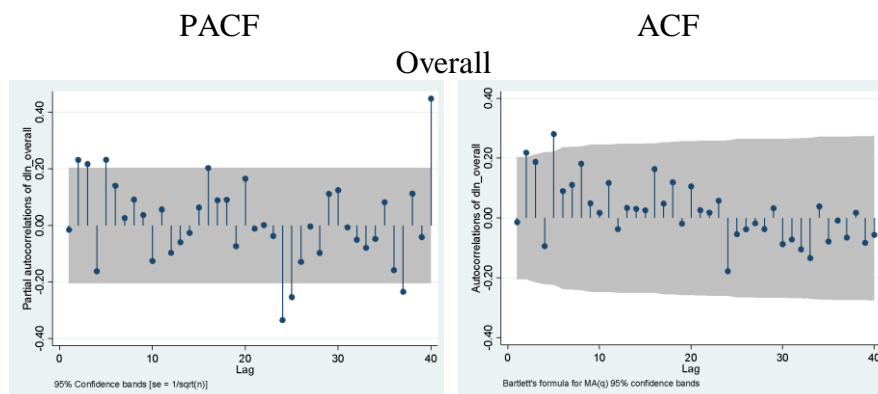 PACF
ACF
Overall
Partial autocorrelations of dln_overall
0.40
0.20
0.00
-0.20
-0.40
0
10
20
30
40
Lag
95% Confidence bands [se = 1/sqrt(n)]
Autocorrelations of dln_overall
0.40
0.20
0.00
-0.20
-0.40
0
10
20
30
40
Lag
Bartlett's formula for MA(q) 95% confidence bands